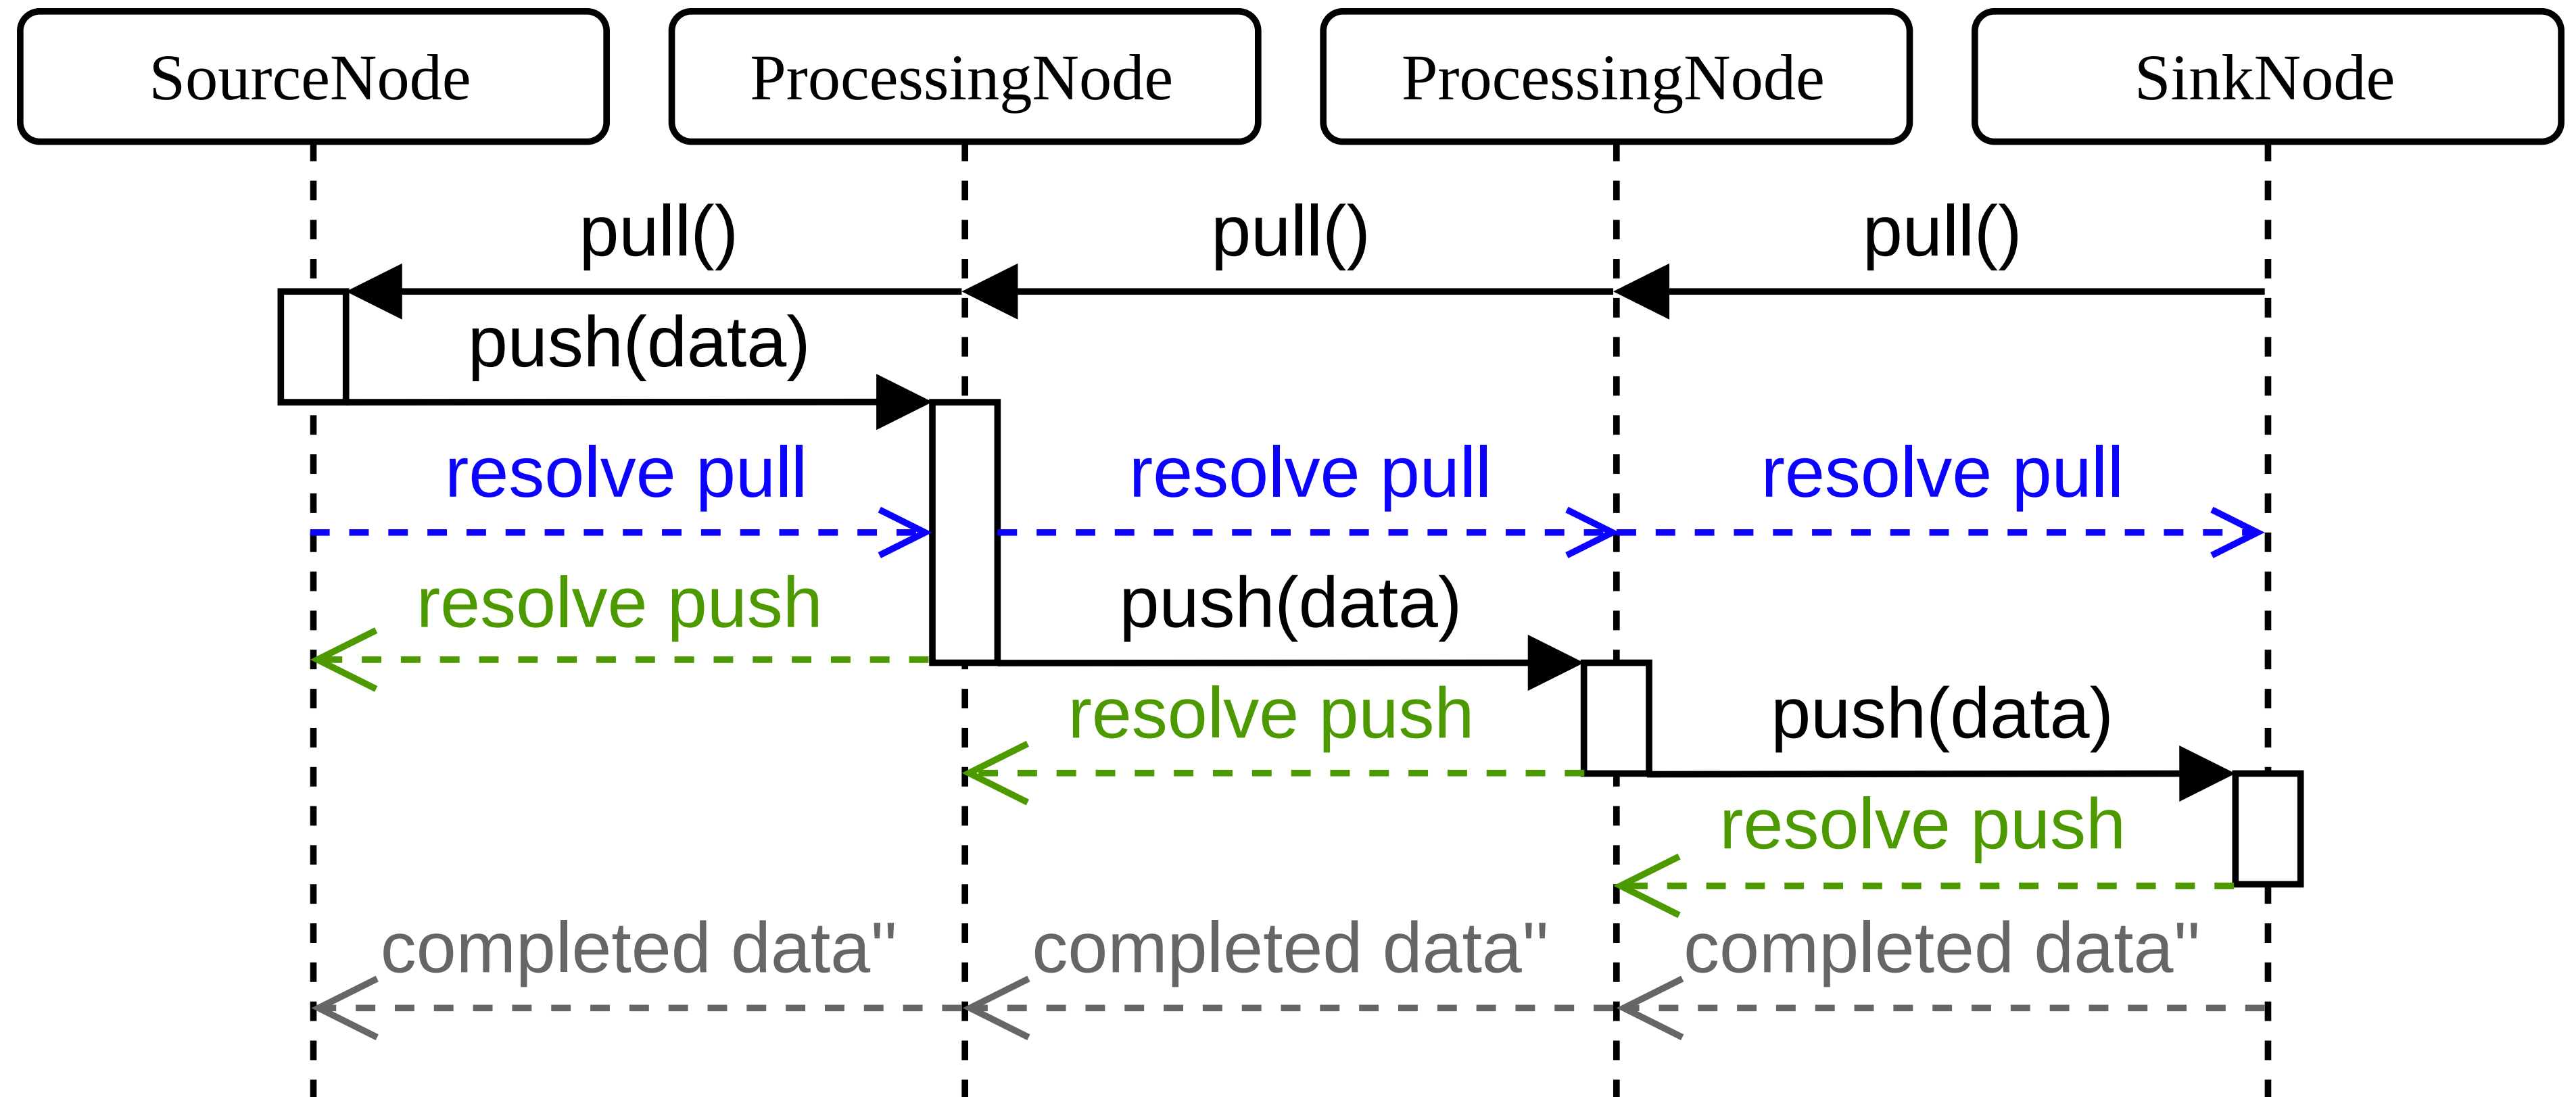 SourceNode
ProcessingNode
ProcessingNode
SinkNode
pull()
pull()
pull()
push(data)
resolve pull
resolve pull
resolve pull
resolve push
push(data)
resolve push
push(data)
resolve push
completed data"
completed data"
completed data"